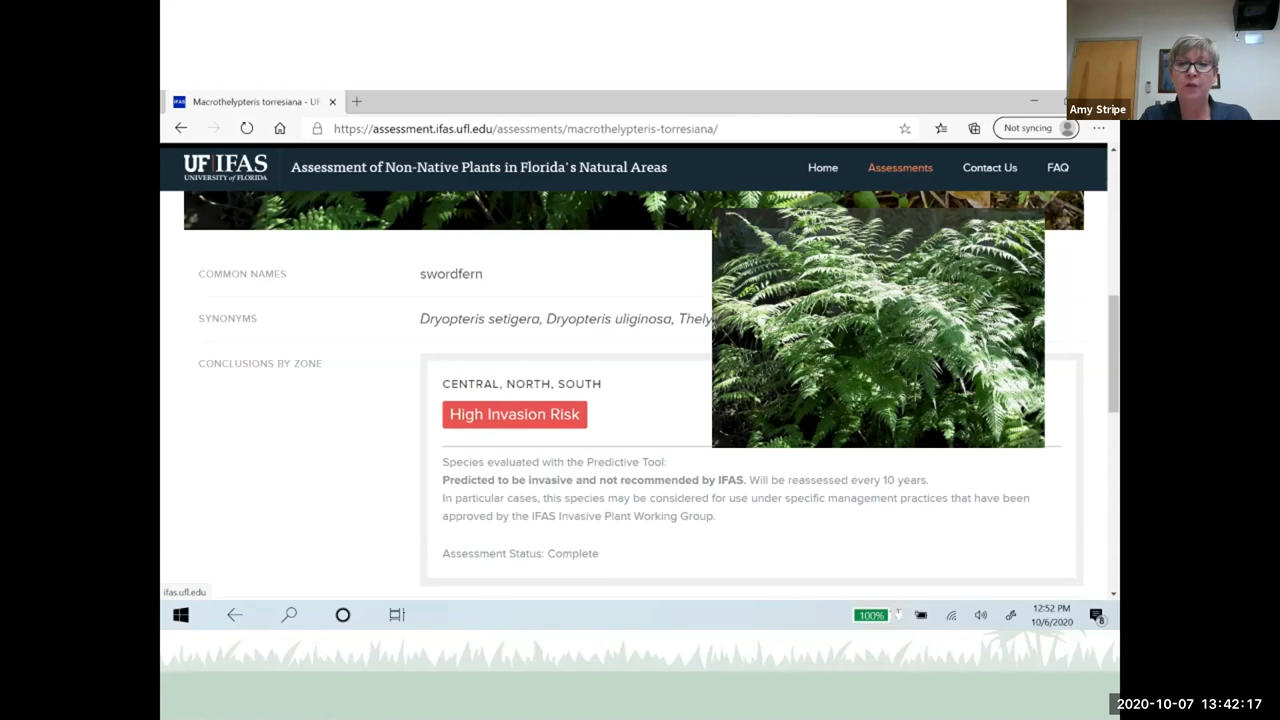 Macrothelypteris torresiana - UF
https://assessment.ifas.ufl.edu/assessments/macrothelypteris-torresiana/
Not syncing
Amy Stripe
UF IFAS
UNIVERSITY of FLORIDA
Assessment of Non-Native Plants in Florida's Natural Areas
Home
Assessments
Contact Us
FAQ
COMMON NAMES
swordfern
SYNONYMS
Dryopteris setigera, Dryopteris uliginosa, Thely
CONCLUSIONS BY ZONE
CENTRAL, NORTH, SOUTH
High Invasion Risk
Species evaluated with the Predictive Tool:
Predicted to be invasive and not recommended by IFAS. Will be reassessed every 10 years.
In particular cases, this species may be considered for use under specific management practices that have been
approved by the IFAS Invasive Plant Working Group.
Assessment Status: Complete
ifas.ufl.edu
100%
12:52 PM
10/6/2020
8
2020-10-07 13:42:17